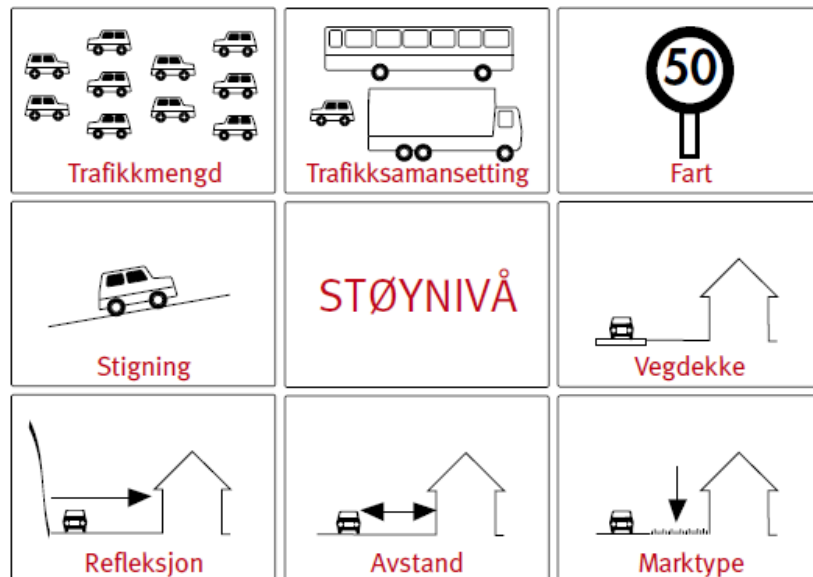 Trafikkmengd
Trafikksamansetting
50
Fart
Stigning
STØYNIVÅ
Vegdekke
Refleksjon
Avstand
Marktype